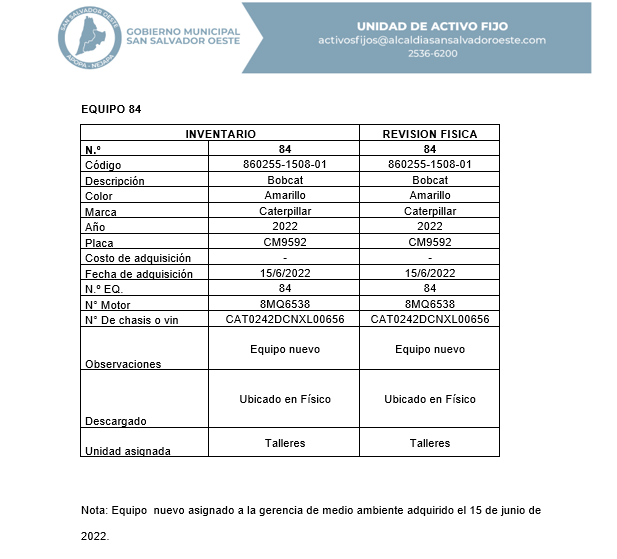 SAN SALVADOR OESTE
APOPA - NEJAPA
GOBIERNO MUNICIPAL
SAN SALVADOR OESTE
UNIDAD DE ACTIVO FIJO
activosfijos@alcaldiasansalvadoroeste.com
2536-6200
EQUIPO 84
INVENTARIO REVISION FISICA
N.º 84 84
Código 860255-1508-01 860255-1508-01
Descripción Bobcat Bobcat
Color Amarillo Amarillo
Marca Caterpillar Caterpillar
Año 2022 2022
Placa CM9592 CM9592
Costo de adquisición - -
Fecha de adquisición 15/6/2022 15/6/2022
N.º EQ. 84 84
N° Motor 8MQ6538 8MQ6538
N° De chasis o vin CAT0242DCNXL00656 CAT0242DCNXL00656
Observaciones Equipo nuevo Equipo nuevo
Descargado Ubicado en Físico Ubicado en Físico
Unidad asignada Talleres Talleres
Nota: Equipo  nuevo asignado a la gerencia de medio ambiente adquirido el 15 de junio de
2022.